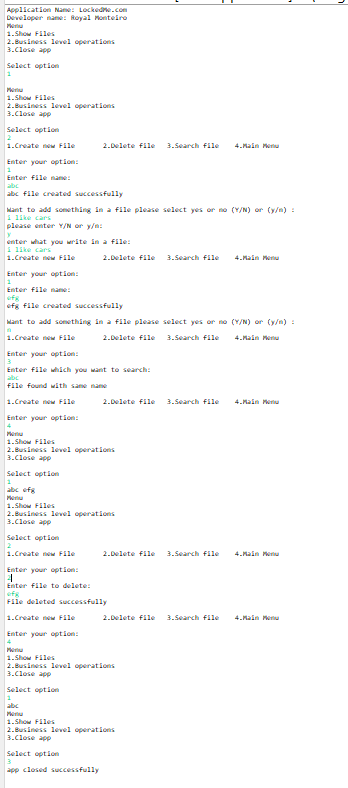 Application Name: LockedMe.com
Developer name: Royal Monteiro
Menu
1.Show Files
2.Business level operations
3.Close app
Select option
1
Menu
1.Show Files
2.Business level operations
3.Close app
Select option
2
1.Create new File 2.Delete file 3.Search file 4.Main Menu
Enter your option:
1
Enter file name:
abc
abc file created successfully
Want to add something in a file please select yes or no (Y/N) or (y/n) :
i like cars
please enter Y/N or y/n:
y
enter what you write in a file:
i like cars
1.Create new File 2.Delete file 3.Search file 4.Main Menu
Enter your option:
1
Enter file name:
efg
efg file created successfully
Want to add something in a file please select yes or no (Y/N) or (y/n) :
n
1.Create new File 2.Delete file 3.Search file 4.Main Menu
Enter your option:
3
Enter file which you want to search:
abc
file found with same name
1.Create new File 2.Delete file 3.Search file 4.Main Menu
Enter your option:
4
Menu
1.Show Files
2.Business level operations
3.Close app
Select option
1
abc efg
Menu
1.Show Files
2.Business level operations
3.Close app
Select option
2
1.Create new File 2.Delete file 3.Search file 4.Main Menu
Enter your option:
2
Enter file to delete:
efg
File deleted successfully
1.Create new File 2.Delete file 3.Search file 4.Main Menu
Enter your option:
4
Menu
1.Show Files
2.Business level operations
3.Close app
Select option
1
abc
Menu
1.Show Files
2.Business level operations
3.Close app
Select option
3
app closed successfully